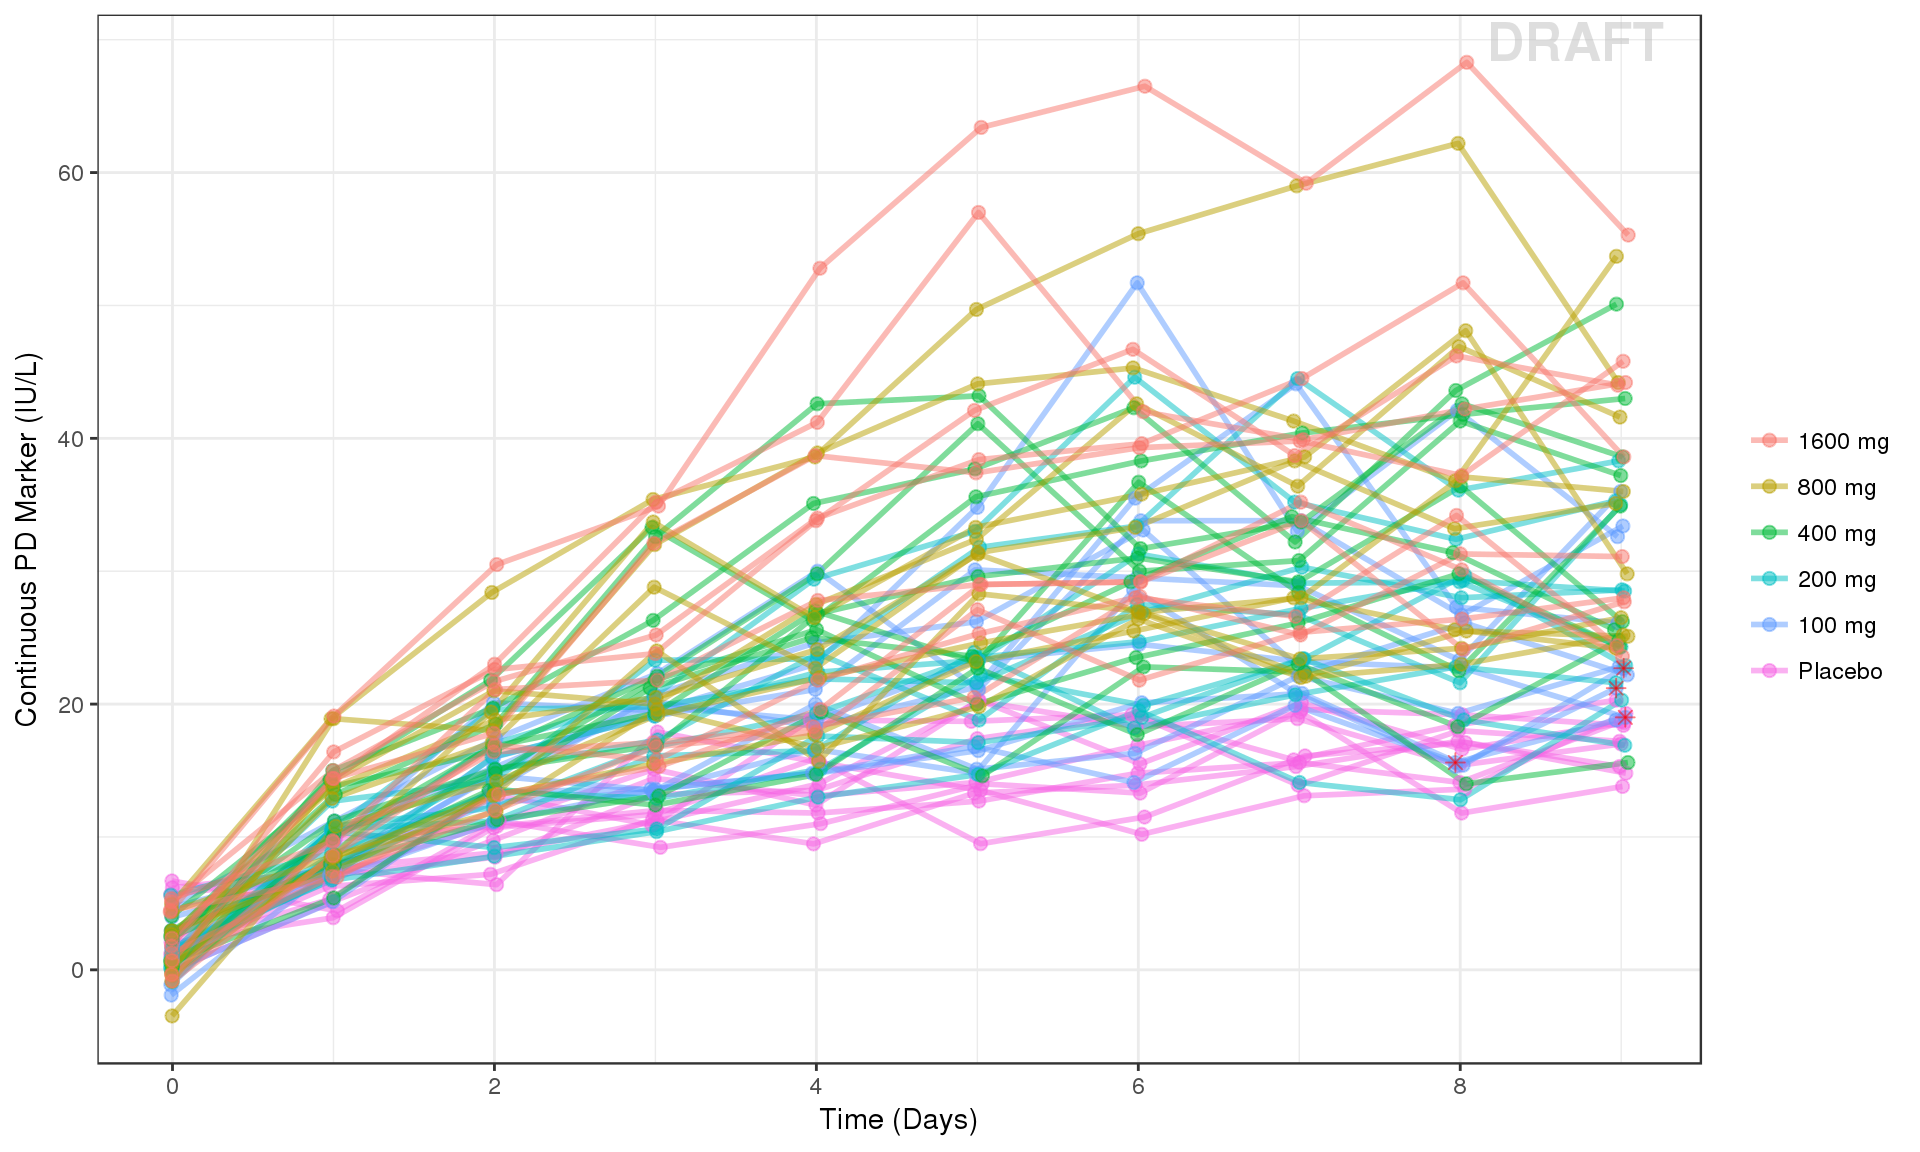 DRAFT
60
40
20
0
0 2 4 6 8
Continuous PD Marker (IU/L)
Time (Days)
1600 mg
800 mg
400 mg
200 mg
100 mg
Placebo